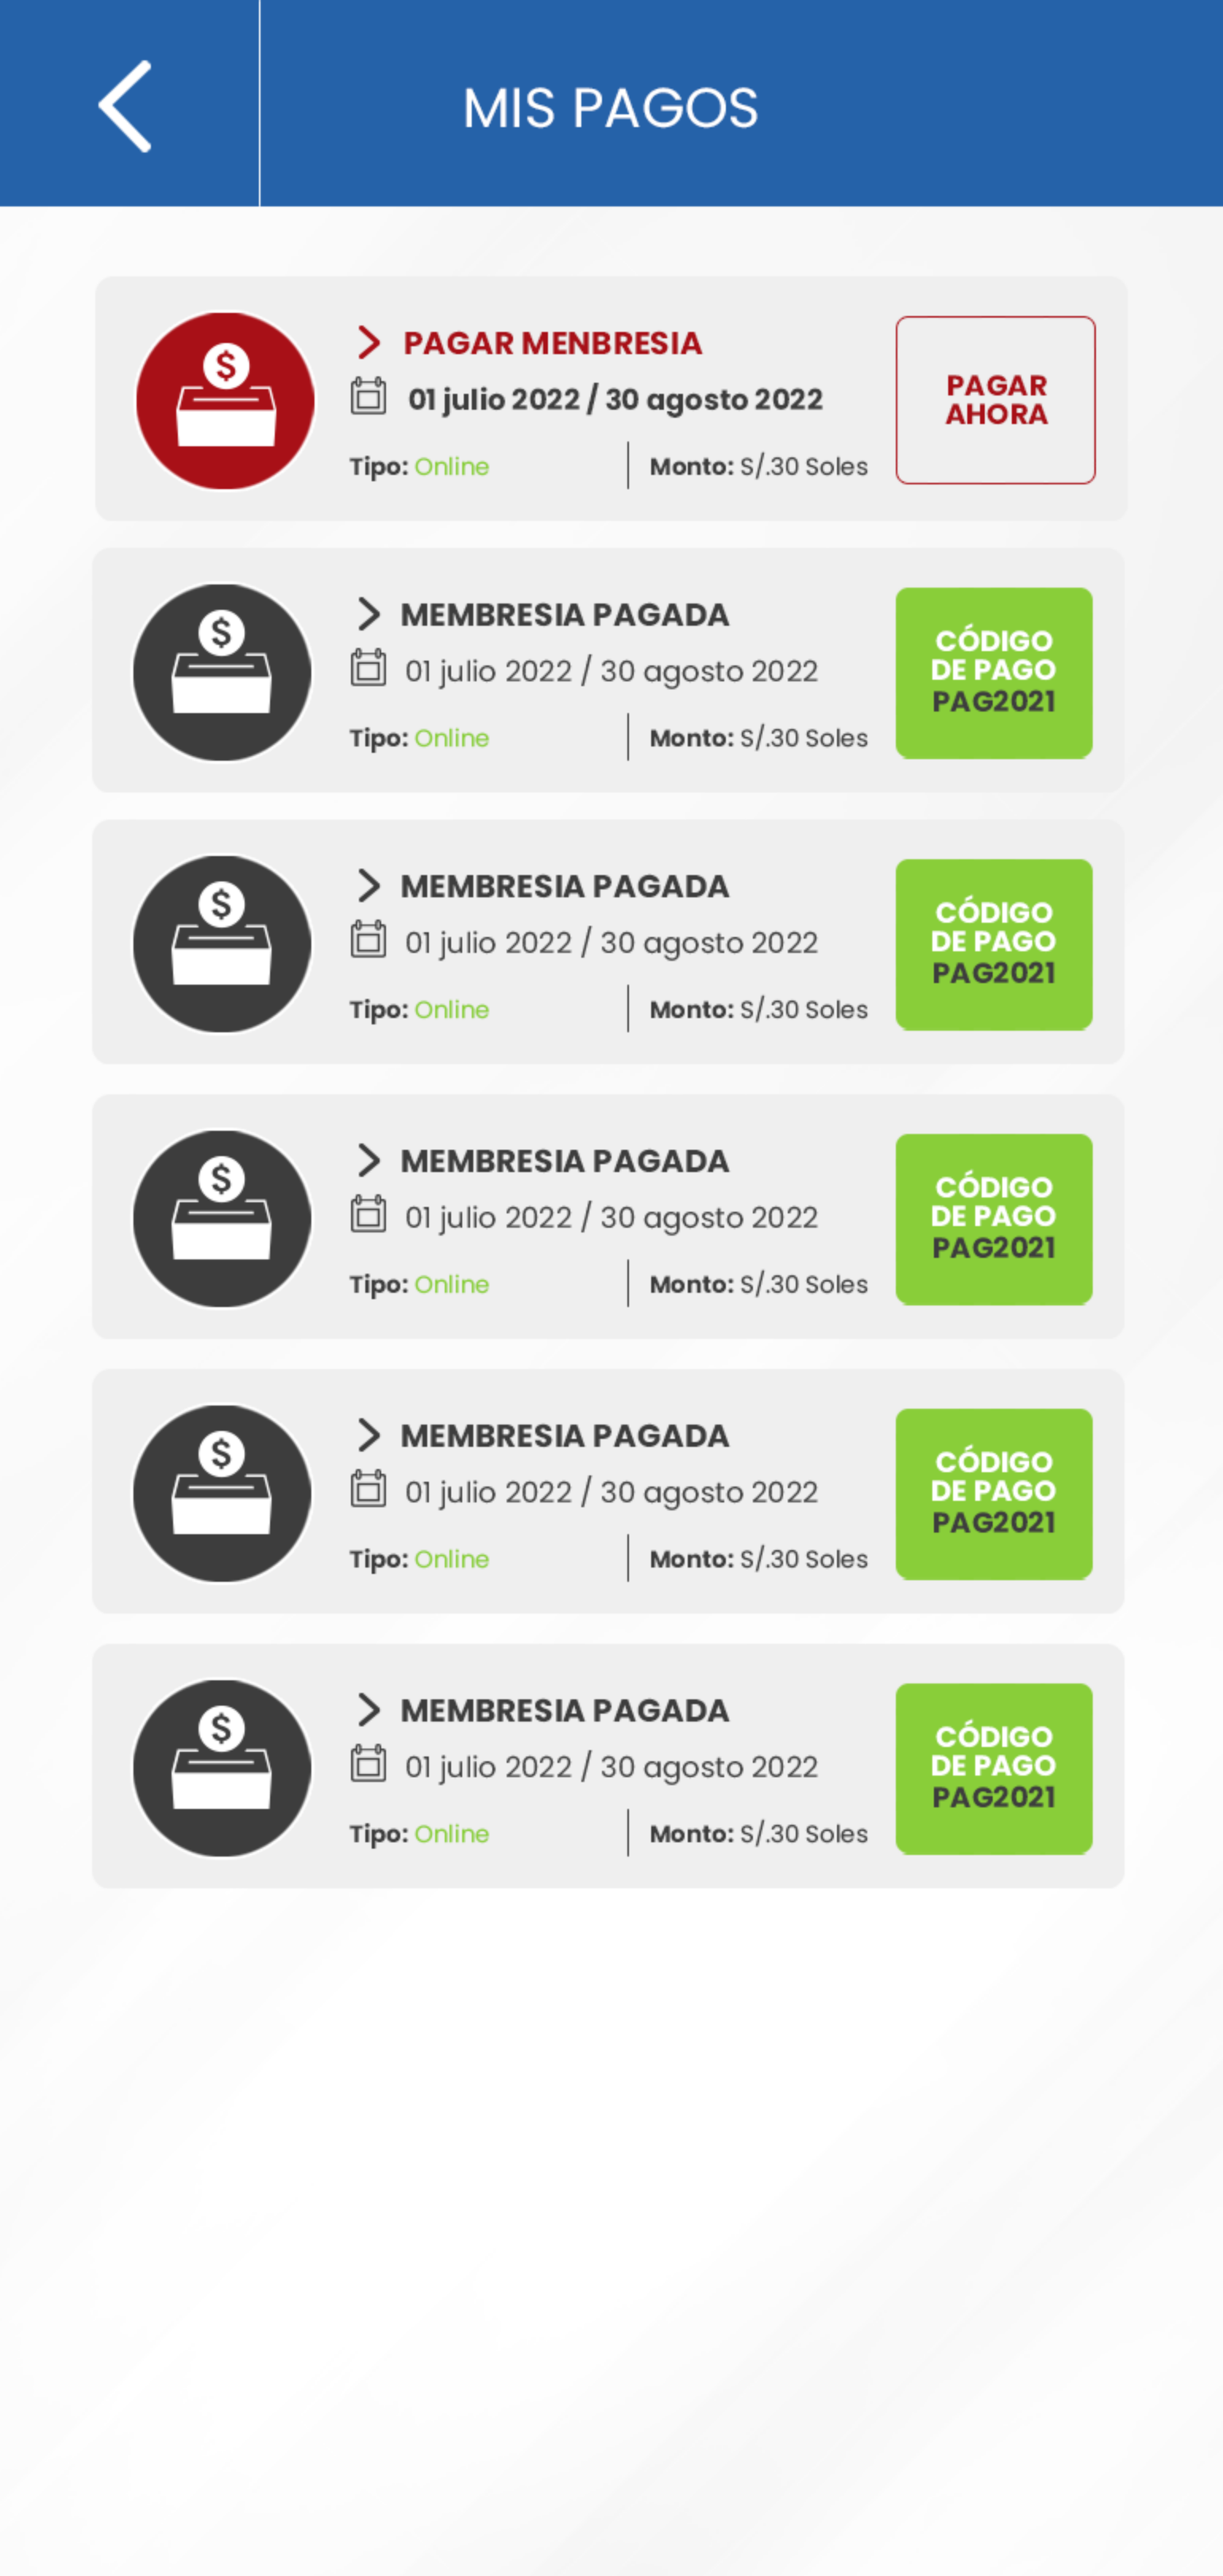 MIS PAGOS
PAGAR MENBRESIA
01 julio 2022 / 30 agosto 2022
Tipo: Online
Monto: S/.30 Soles
PAGAR
AHORA
MEMBRESIA PAGADA
01 julio 2022 / 30 agosto 2022
Tipo: Online
Monto: S/.30 Soles
CÓDIGO
DE PAGO
PAG2021
MEMBRESIA PAGADA
01 julio 2022 / 30 agosto 2022
Tipo: Online
Monto: S/.30 Soles
CÓDIGO
DE PAGO
PAG2021
MEMBRESIA PAGADA
01 julio 2022 / 30 agosto 2022
Tipo: Online
Monto: S/.30 Soles
CÓDIGO
DE PAGO
PAG2021
MEMBRESIA PAGADA
01 julio 2022 / 30 agosto 2022
Tipo: Online
Monto: S/.30 Soles
CÓDIGO
DE PAGO
PAG2021
MEMBRESIA PAGADA
01 julio 2022 / 30 agosto 2022
Tipo: Online
Monto: S/.30 Soles
CÓDIGO
DE PAGO
PAG2021